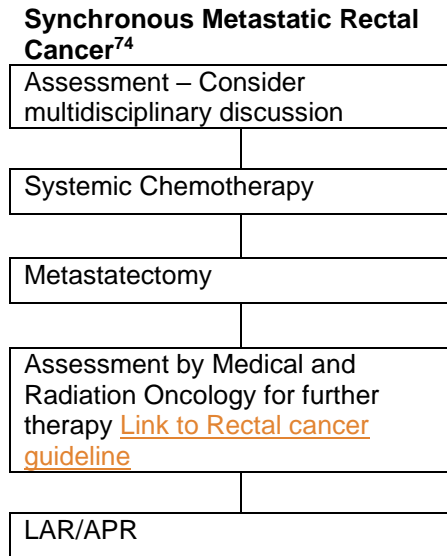 Synchronous Metastatic Rectal
Cancer74
Assessment – Consider
multidisciplinary discussion
Systemic Chemotherapy
Metastatectomy
Assessment by Medical and
Radiation Oncology for further
therapy Link to Rectal cancer
guideline
LAR/APR